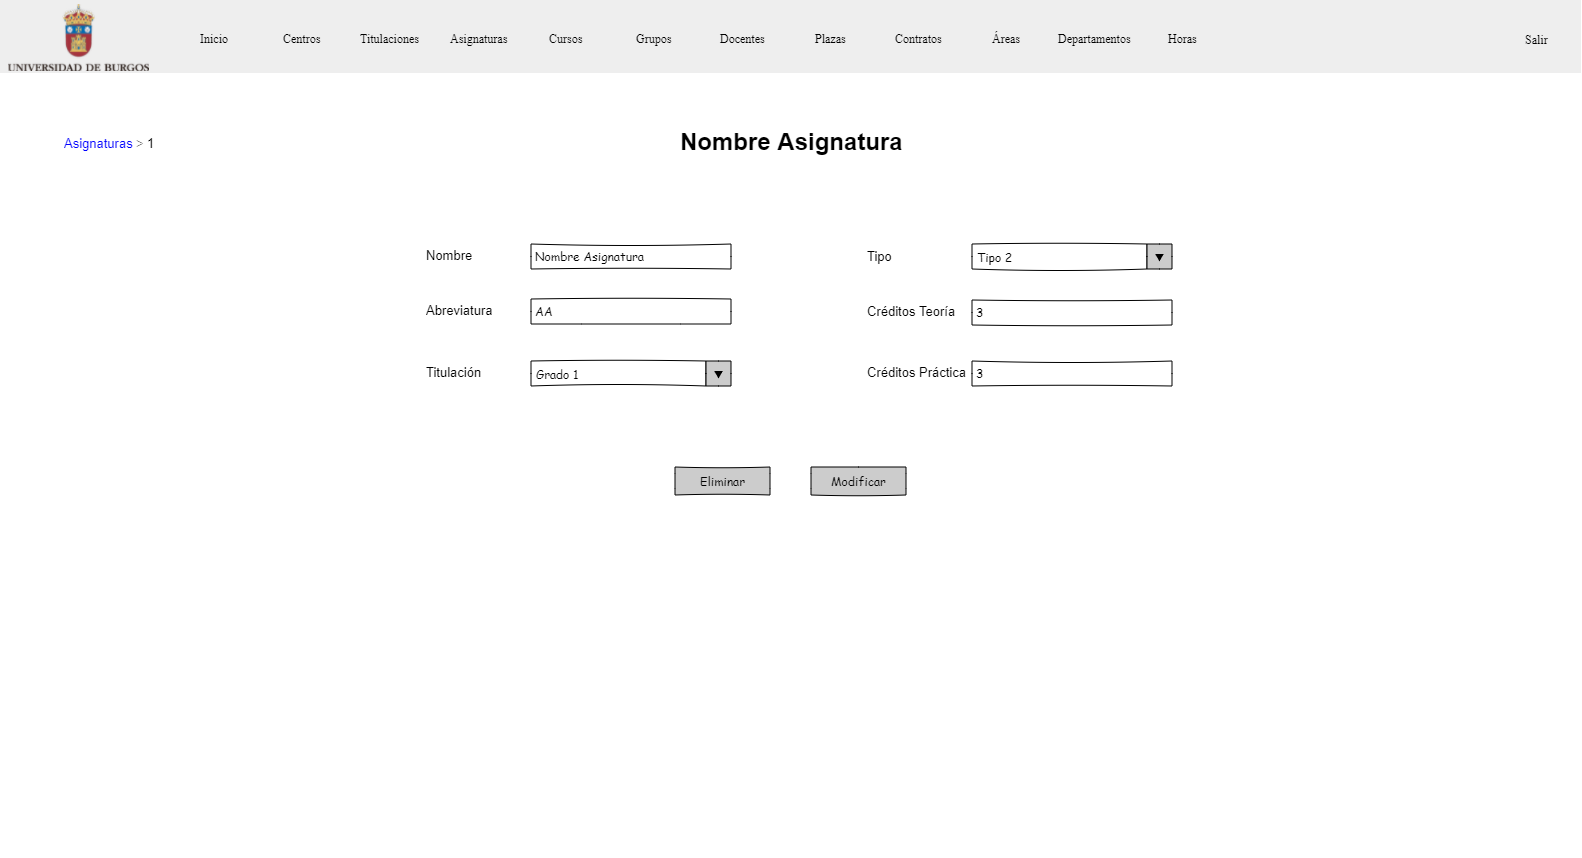 UNIVERSIDAD DE BURGOS
Inicio Centros Titulaciones Asignaturas Cursos Grupos Docentes Plazas Contratos Áreas Departamentos Horas Salir
Asignaturas > 1
Nombre Asignatura
Nombre Nombre Asignatura Tipo Tipo 2
Abreviatura AA Créditos Teoría 3
Titulación Grado 1 Créditos Práctica 3
Eliminar Modificar